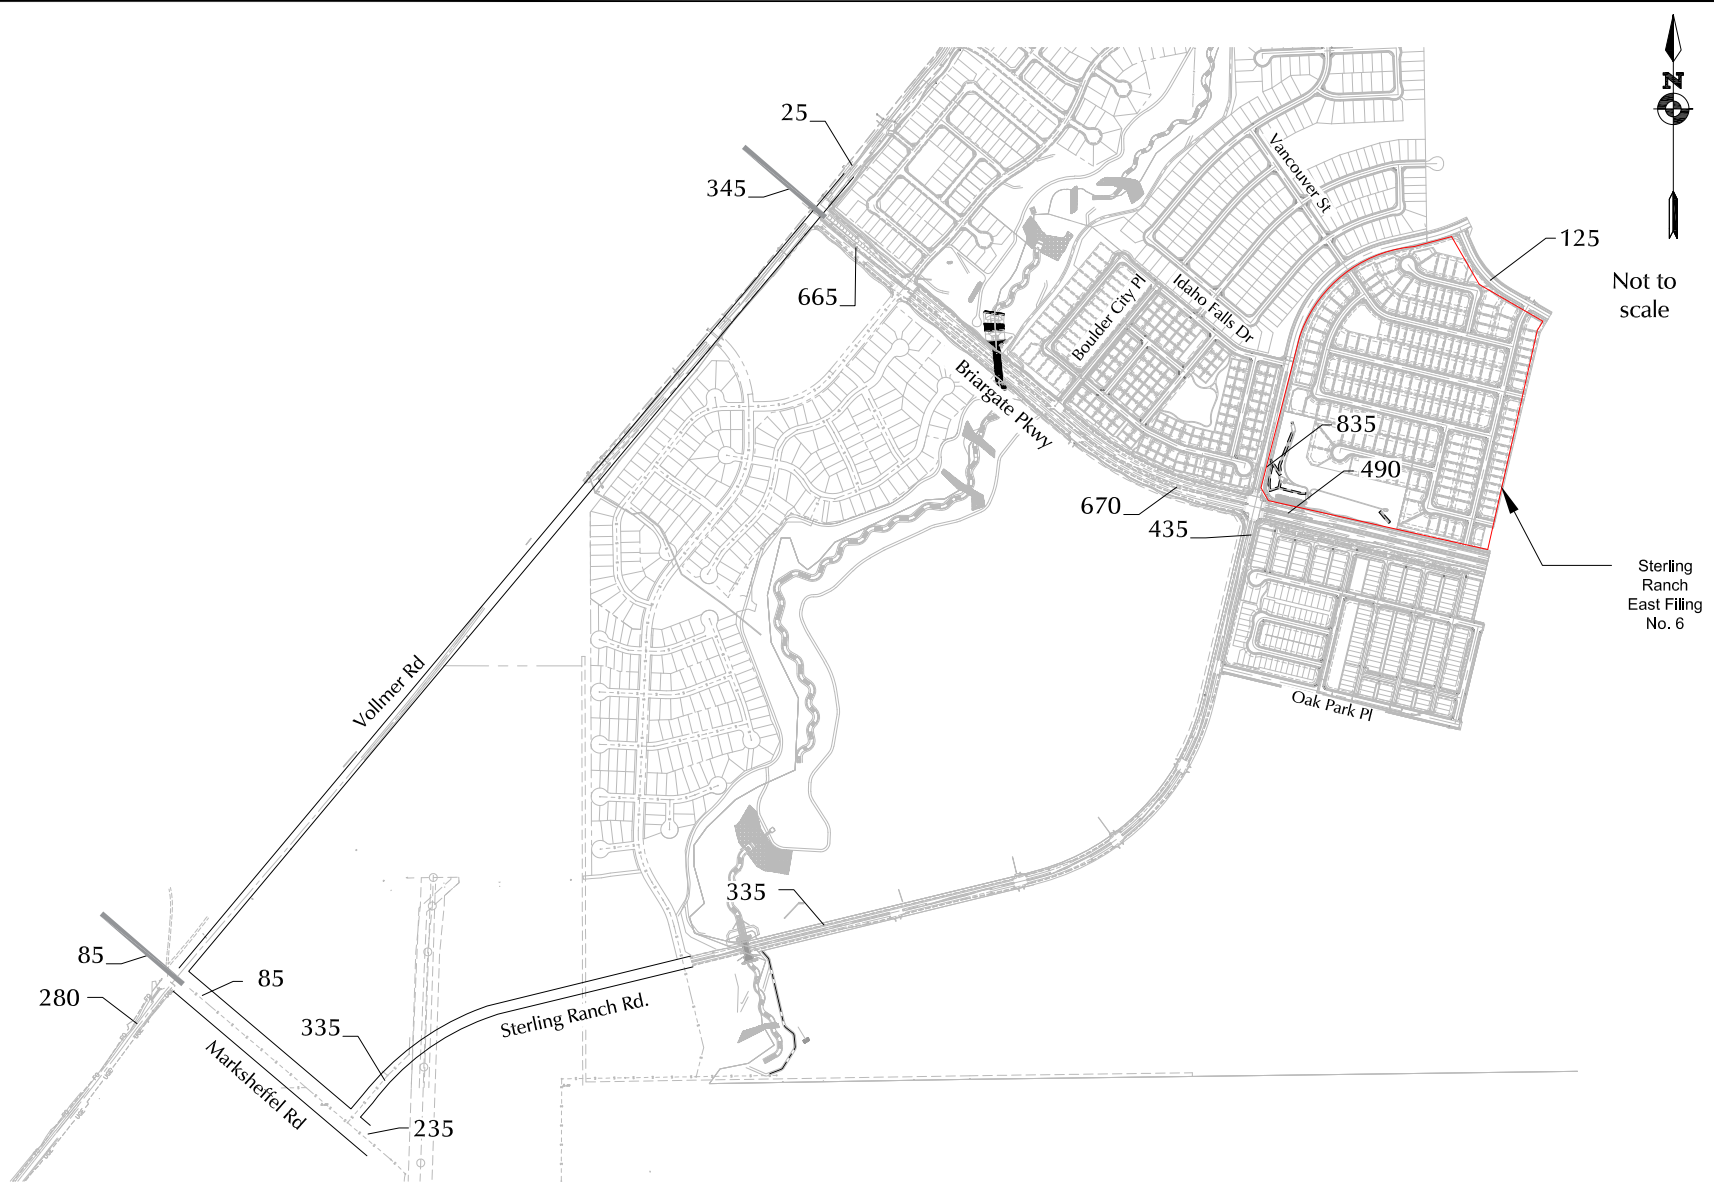 N
25
345
Vancouver St
125
665
Not to
scale
Boulder City Pl
Idaho Falls Dr
Briargate Pkwy
835
490
670
435
Sterling
Ranch
East Filing
No. 6
Vollmer Rd
Oak Park Pl
335
85
85
280
335
Sterling Ranch Rd.
Marksheffel Rd
235